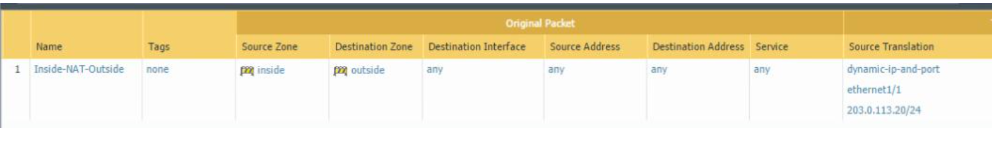 Original Packet
Name Tags Source Zone Destination Zone Destination Interface Source Address Destination Address Service Source Translation
1 Inside-NAT-Outside none inside outside any any any any dynamic-ip-and-port
ethernet1/1
203.0.113.20/24